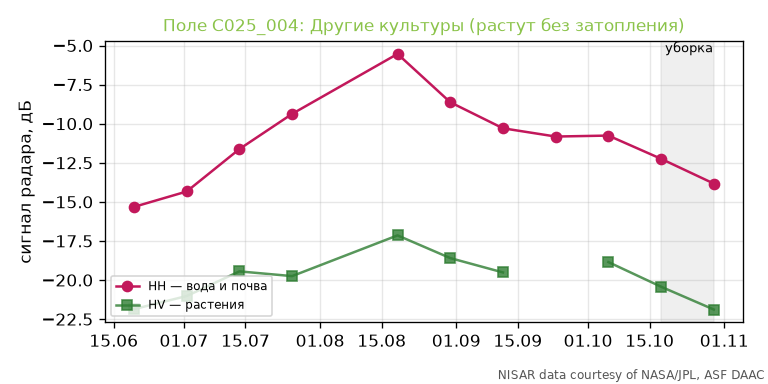 Поле C025_004: Другие культуры (растут без затопления)
уборка
сигнал радара, дБ
−5.0
−7.5
−10.0
−12.5
−15.0
−17.5
−20.0
−22.5
HH — вода и почва
HV — растения
15.06 01.07 15.07 01.08 15.08 01.09 15.09 01.10 15.10 01.11
NISAR data courtesy of NASA/JPL, ASF DAAC